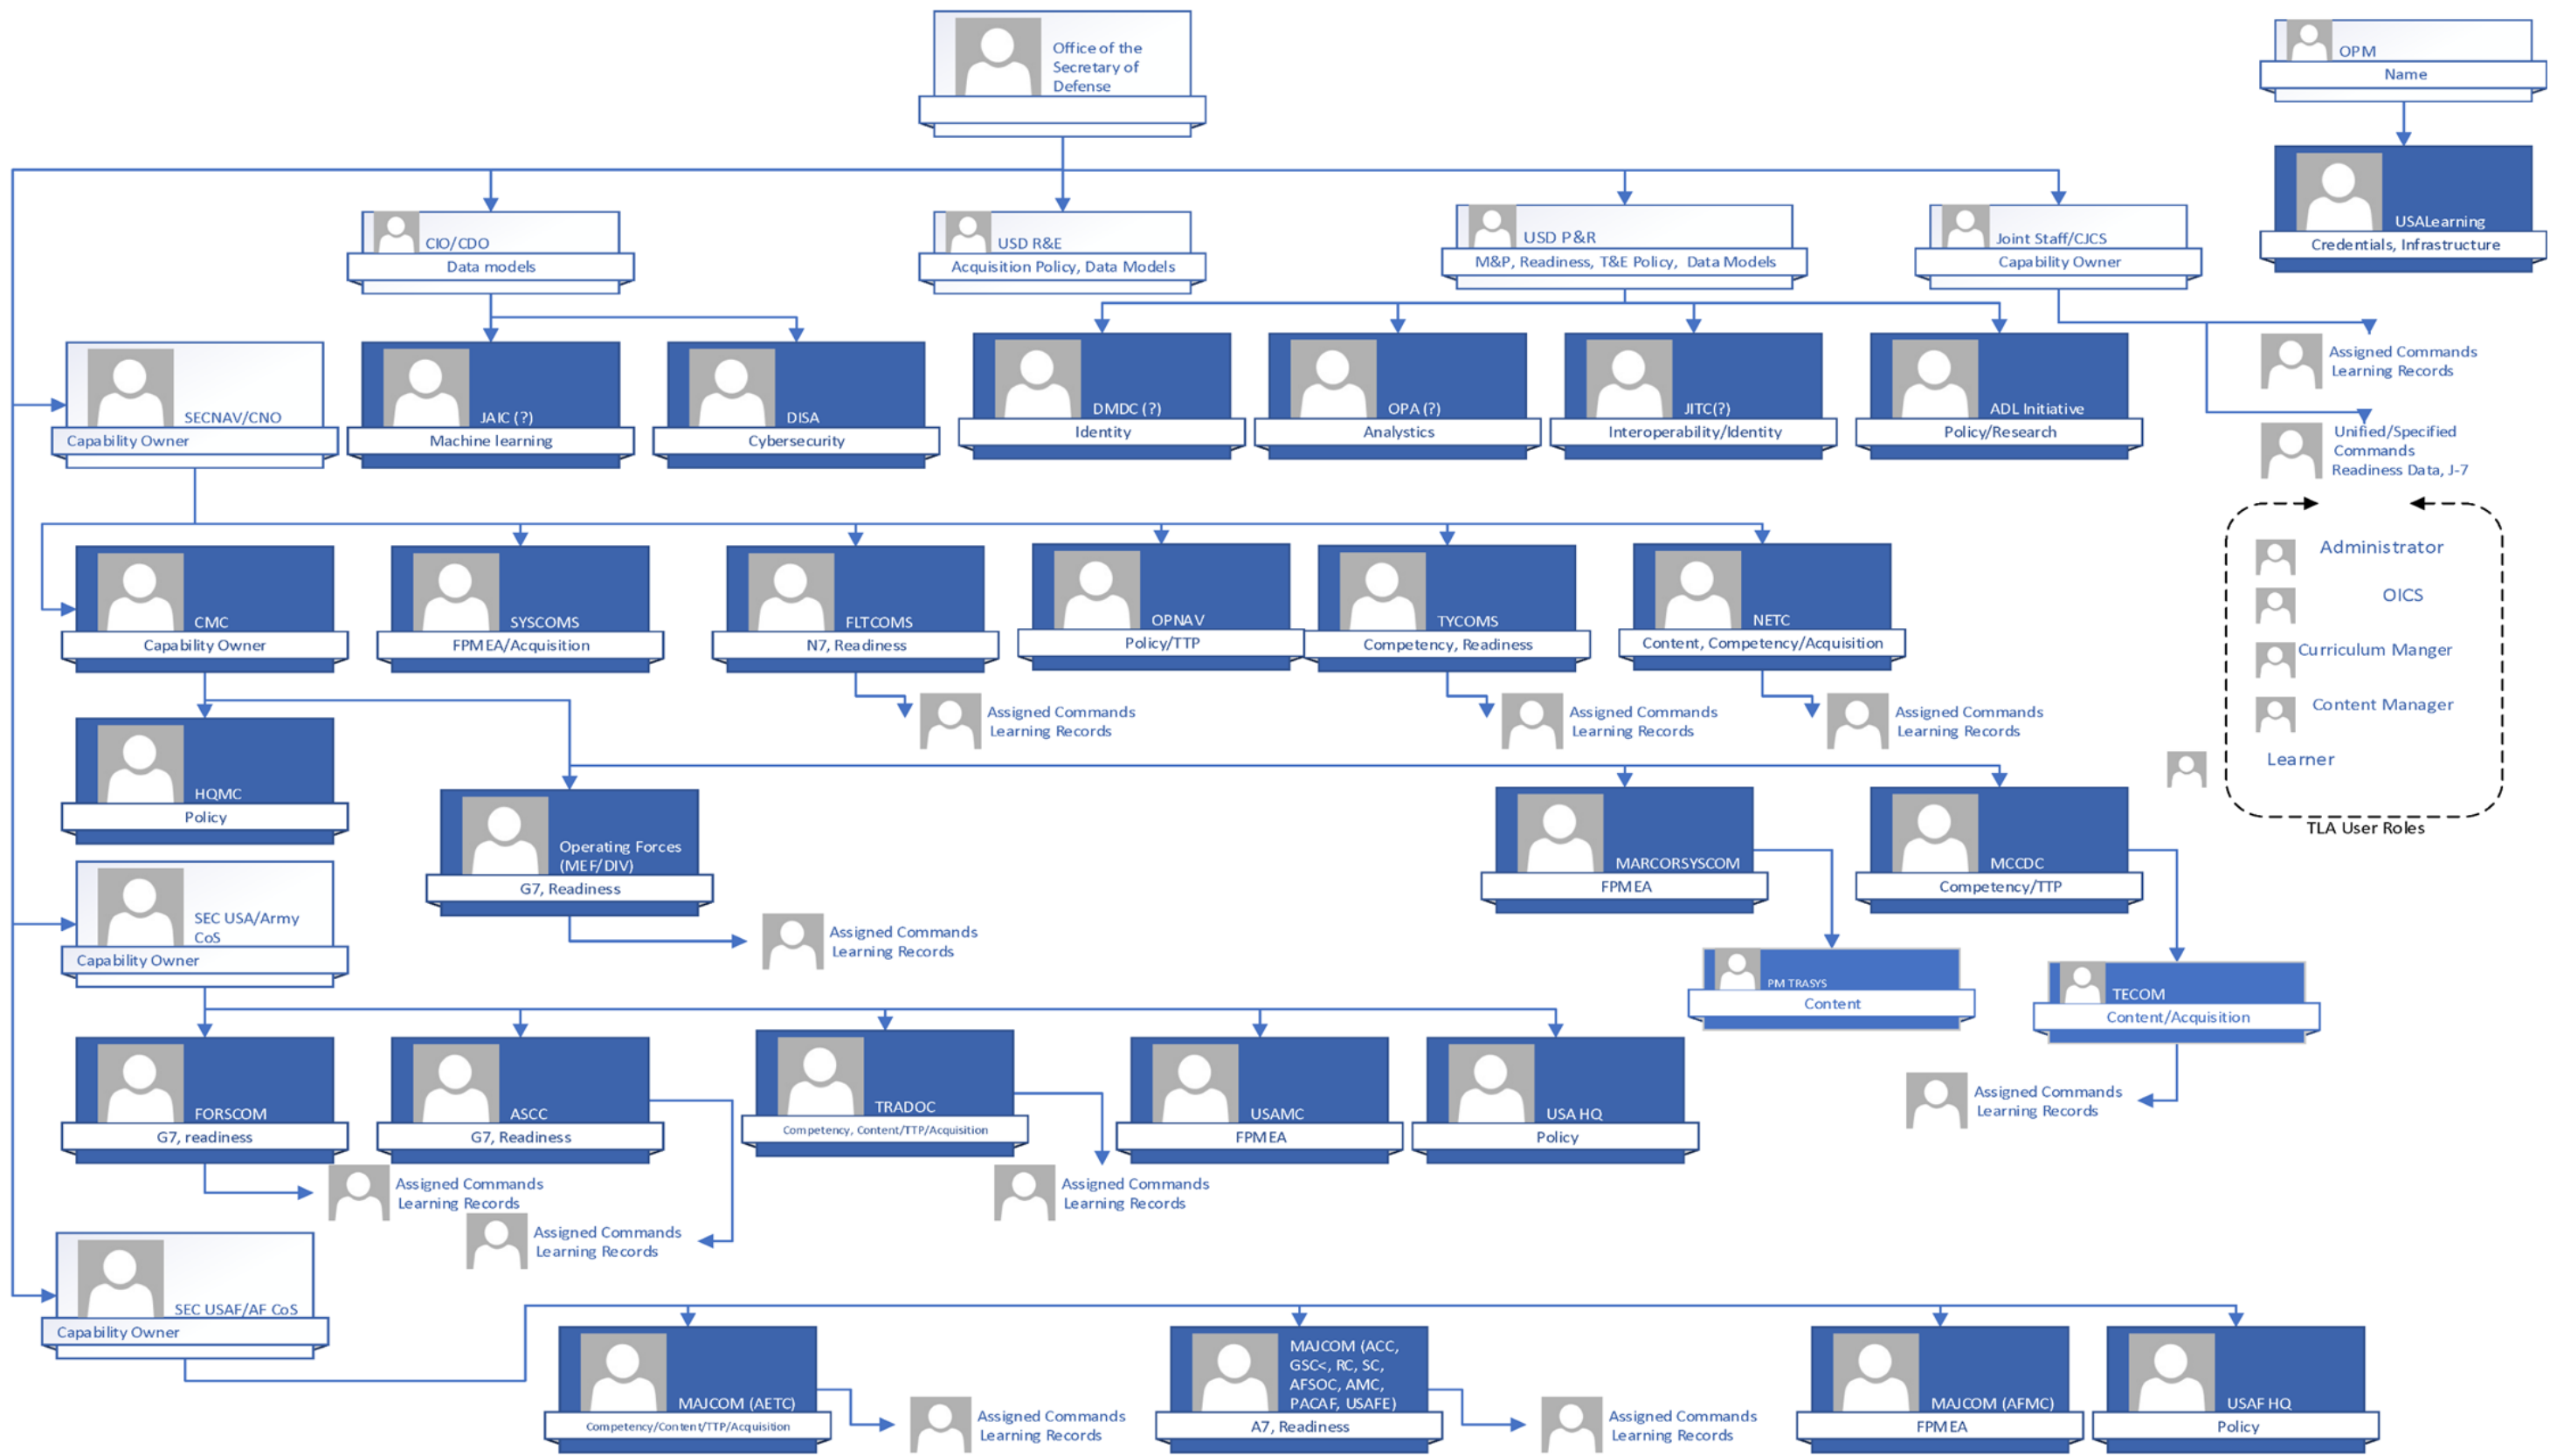 Office of the
Secretary of
Defense
OPM
Name
USALearning
Credentials, Infrastructure
CIO/CDO
Data models
USD R&E
Acquisition Policy, Data Models
USD P&R
M&P, Readiness, T&E Policy, Data Models
Joint Staff/CJCS
Capability Owner
SECNAV/CNO
Capability Owner
JAIC (?)
Machine learning
DISA
Cybersecurity
DMDC (?)
Identity
OPA (?)
Analystics
JITC(?)
Interoperability/Identity
ADL Initiative
Policy/Research
Assigned Commands
Learning Records
Unified/Specified
Commands
Readiness Data, J-7
CMC
Capability Owner
SYSCOMS
FPMEA/Acquisition
FLTCOMS
N7, Readiness
OPNAV
Policy/TTP
TYCOMS
Competency, Readiness
NETC
Content, Competency/Acquisition
Assigned Commands
Learning Records
Assigned Commands
Learning Records
Assigned Commands
Learning Records
Administrator
OICS
Curriculum Manger
Content Manager
Learner
TLA User Roles
HQMC
Policy
Operating Forces
(MEF/DIV)
G7, Readiness
Assigned Commands
Learning Records
MARCORSYSCOM
FPMEA
MCCDC
Competency/TTP
PM TRASYS
Content
TECOM
Content/Acquisition
Assigned Commands
Learning Records
SEC USA/Army
CoS
Capability Owner
FORSCOM
G7, readiness
ASCC
G7, Readiness
TRADOC
Competency, Content/TTP/Acquisition
USAMC
FPMEA
USA HQ
Policy
Assigned Commands
Learning Records
Assigned Commands
Learning Records
Assigned Commands
Learning Records
SEC USAF/AF CoS
Capability Owner
MAJCOM (AETC)
Competency/Content/TTP/Acquisition
Assigned Commands
Learning Records
MAJCOM (ACC,
GSC<, RC, SC,
AFSOC, AMC,
PACAF, USAFE)
A7, Readiness
Assigned Commands
Learning Records
MAJCOM (AFMC)
FPMEA
USAF HQ
Policy